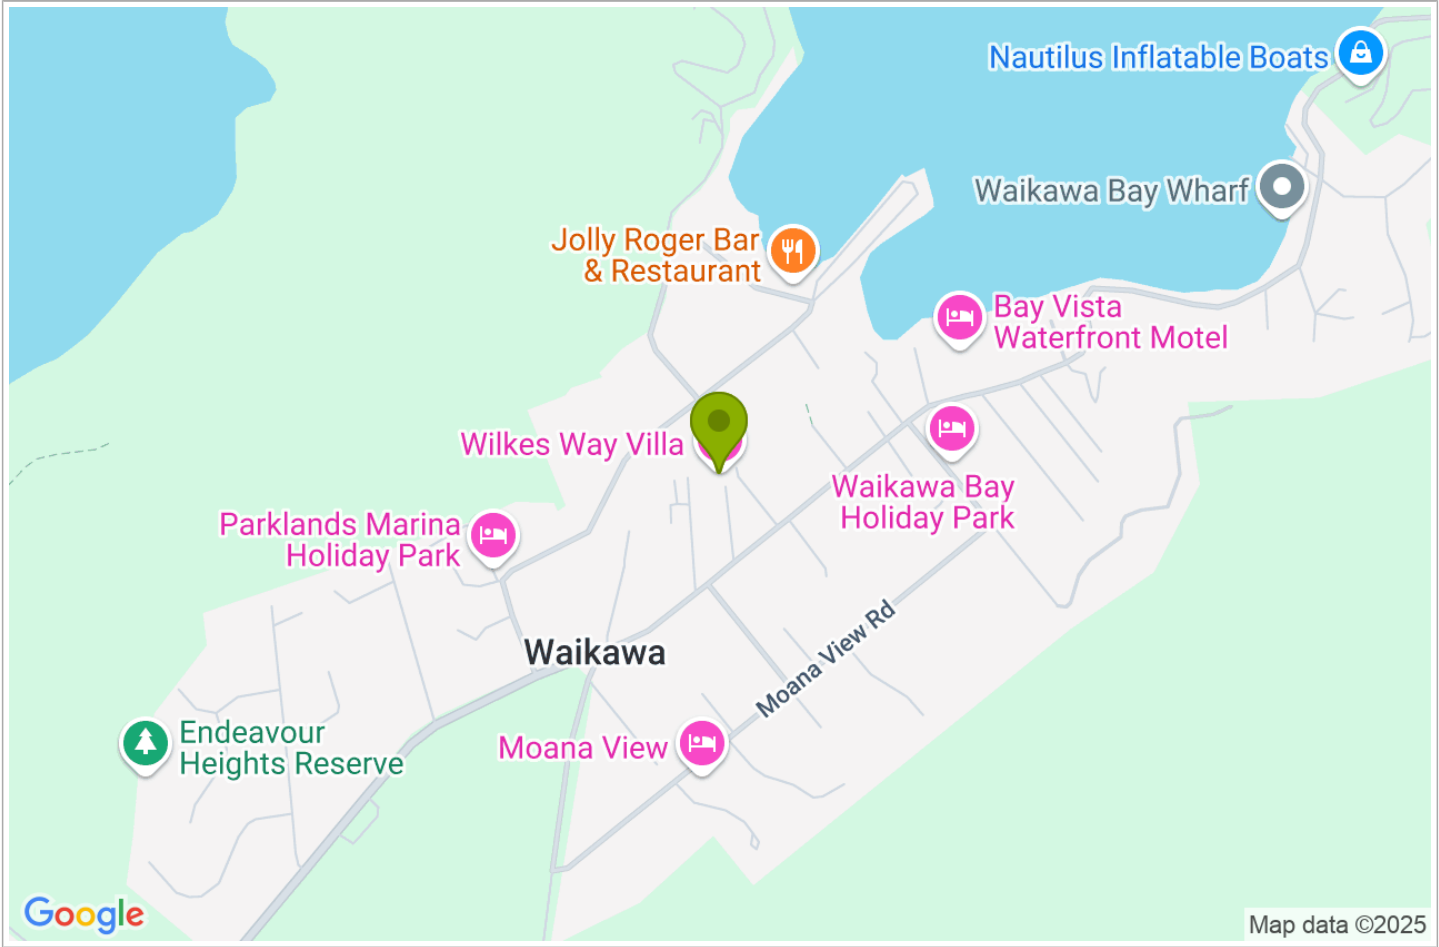 Nautilus Inflatable Boats
Waikawa Bay Wharf
Jolly Roger Bar
& Restaurant
Bay Vista
Waterfront Motel
Wilkes Way Villa
Waikawa Bay
Holiday Park
Parklands Marina
Holiday Park
Moana View Rd
Waikawa
Endeavour
Heights Reserve
Moana View
Google
Map data ©2025